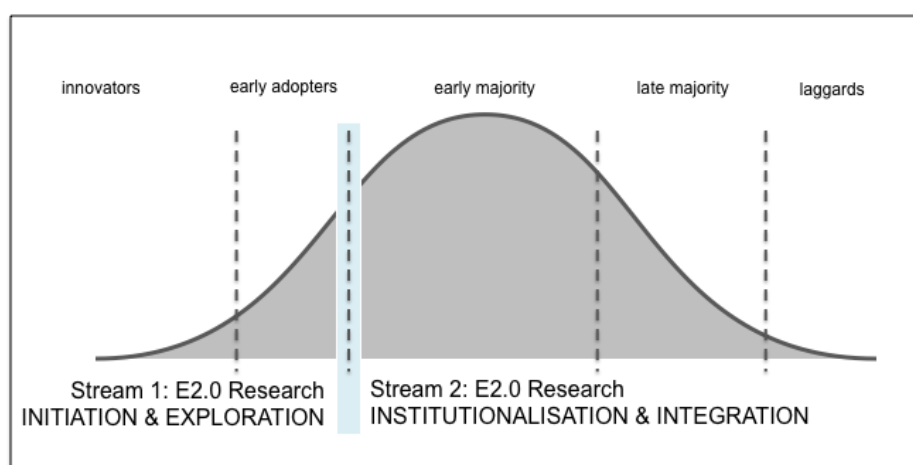 innovators
early adopters
early majority
late majority
laggards
Stream 1: E2.0 Research
INITIATION & EXPLORATION
Stream 2: E2.0 Research
INSTITUTIONALISATION & INTEGRATION